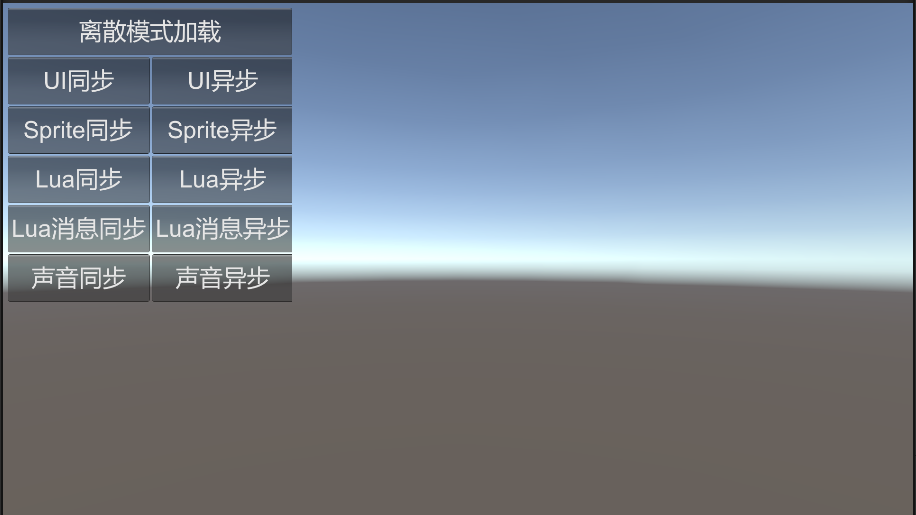 离散模式加载
UI同步 UI异步
Sprite同步 Sprite异步
Lua同步 Lua异步
Lua消息同步 Lua消息异步
声音同步 声音异步